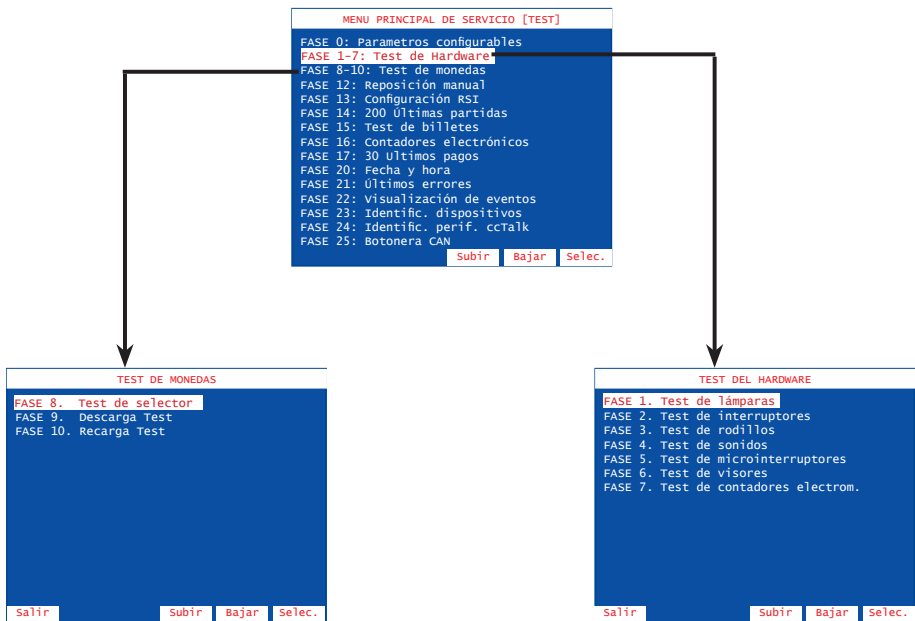 MENU PRINCIPAL DE SERVICIO [TEST]
FASE 0: Parametros configurables
FASE 1-7: Test de Hardware
FASE 8-10: Test de monedas
FASE 12: Reposición manual
FASE 13: Configuración RSI
FASE 14: 200 Últimas partidas
FASE 15: Test de billetes
FASE 16: Contadores electrónicos
FASE 17: 30 Ultimos pagos
FASE 20: Fecha y hora
FASE 21: Últimos errores
FASE 22: Visualización de eventos
FASE 23: Identific. dispositivos
FASE 24: Identific. perif. ccTalk
FASE 25: Botonera CAN
Subir Bajar Selec.
TEST DE MONEDAS
FASE 8. Test de selector
FASE 9. Descarga Test
FASE 10. Recarga Test
Salir Subir Bajar Selec.
TEST DEL HARDWARE
FASE 1. Test de lámparas
FASE 2. Test de interruptores
FASE 3. Test de rodillos
FASE 4. Test de sonidos
FASE 5. Test de microinterruptores
FASE 6. Test de visores
FASE 7. Test de contadores electrom.
Salir Subir Bajar Selec.